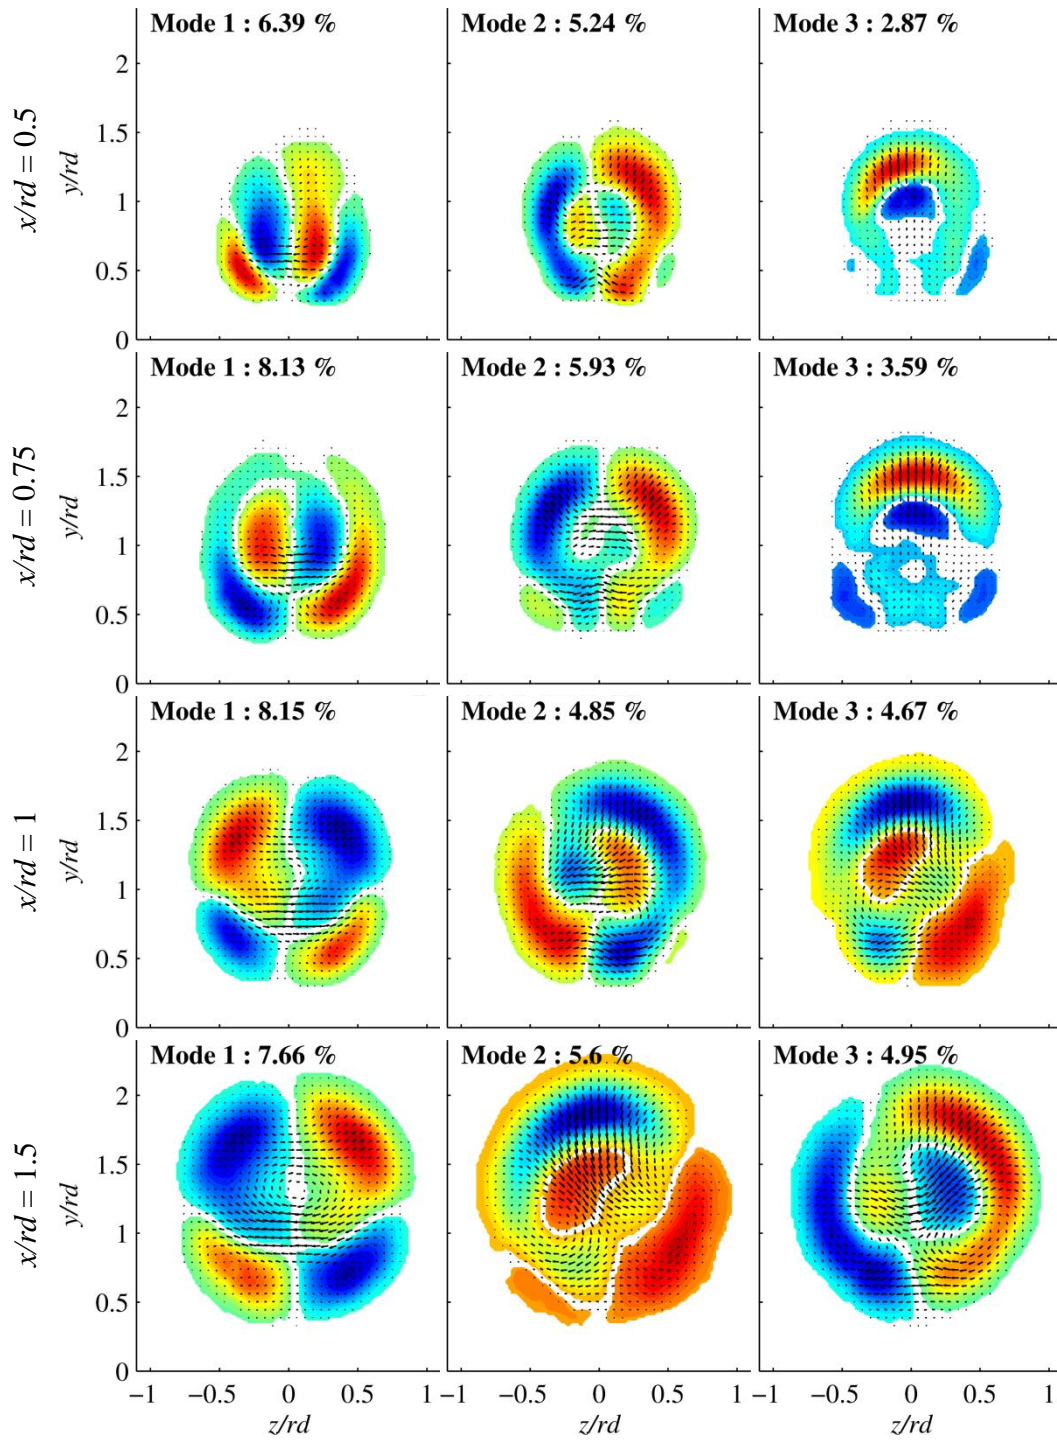 Mode 1 : 6.39 %
Mode 2 : 5.24 %
Mode 3 : 2.87 %
x/rd = 0.5
y/rd
2
1.5
1
0.5
0
Mode 1 : 8.13 %
Mode 2 : 5.93 %
Mode 3 : 3.59 %
x/rd = 0.75
y/rd
2
1.5
1
0.5
0
Mode 1 : 8.15 %
Mode 2 : 4.85 %
Mode 3 : 4.67 %
x/rd = 1
y/rd
2
1.5
1
0.5
0
Mode 1 : 7.66 %
Mode 2 : 5.6 %
Mode 3 : 4.95 %
x/rd = 1.5
y/rd
2
1.5
1
0.5
0
−1 −0.5 0 0.5 1 −1 −0.5 0 0.5 1 −1 −0.5 0 0.5 1
z/rd z/rd z/rd